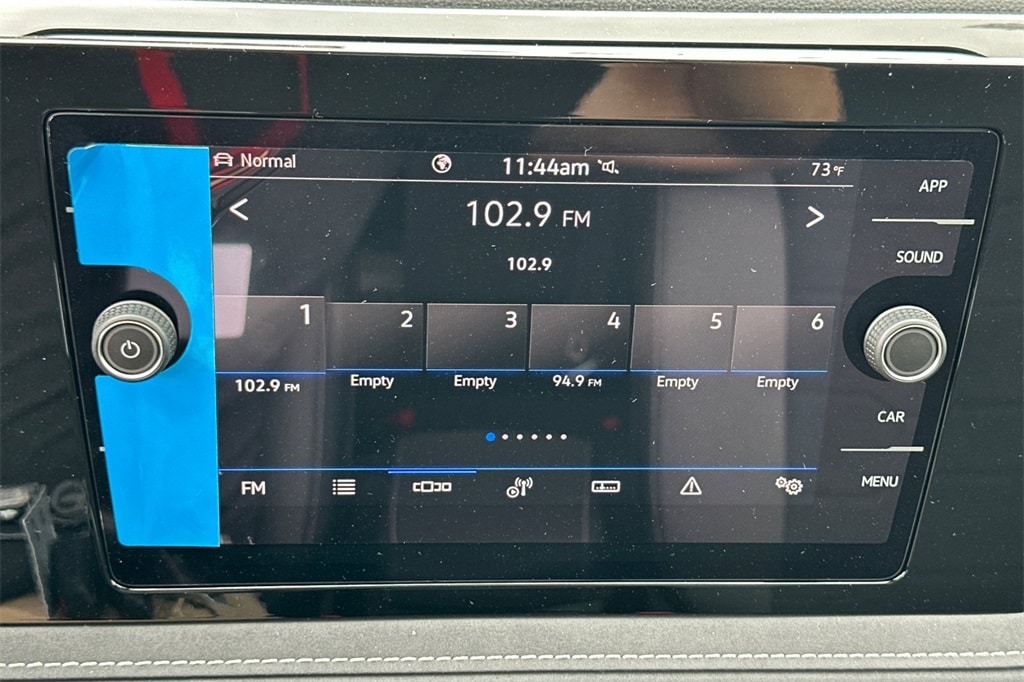 Normal 11:44am 73°F
APP
102.9 FM
SOUND
102.9
1 2 3 4 5 6
102.9 FM Empty Empty 94.9 FM Empty Empty
CAR
FM
MENU